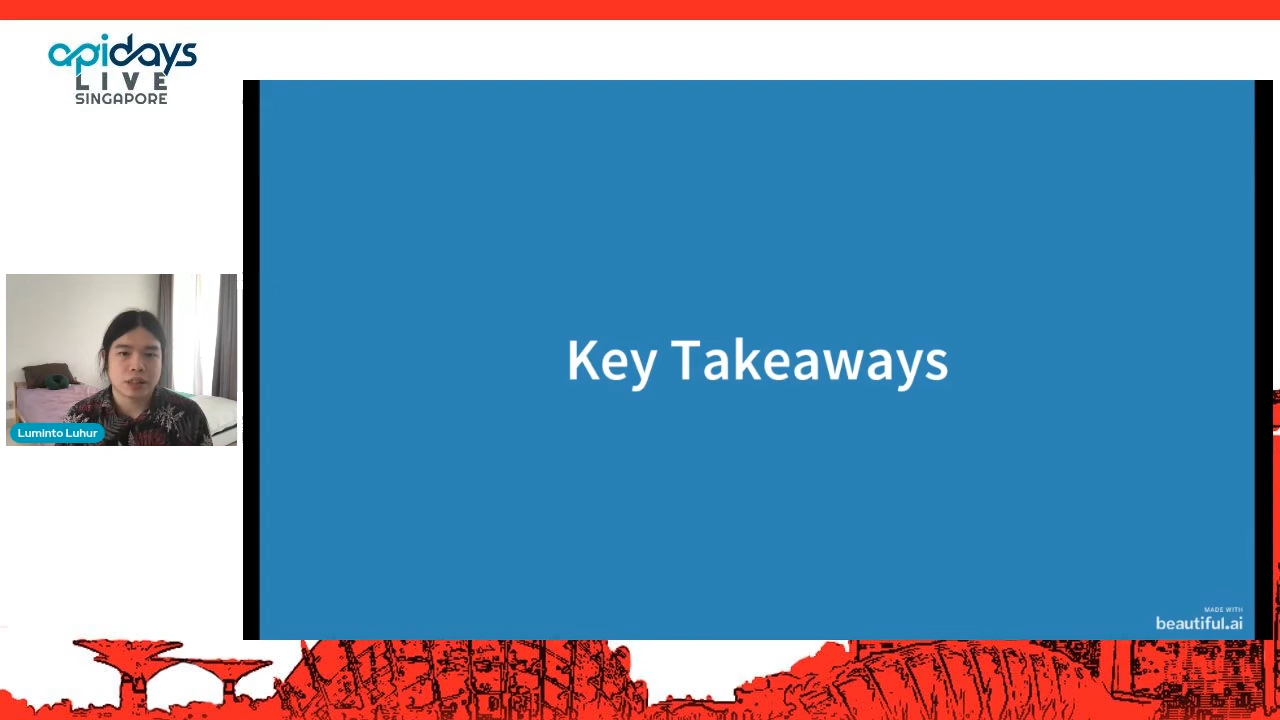 apidays
LIVE
SINGAPORE
Key Takeaways
Luminto Luhur
MADE WITH
beautiful.ai